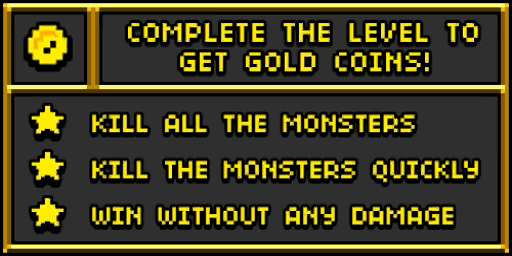 COMPLETE THE LEVEL TO
GET GOLD COINS!
KILL ALL THE MONSTERS
KILL THE MONSTERS QUICKLY
WIN WITHOUT ANY DAMAGE